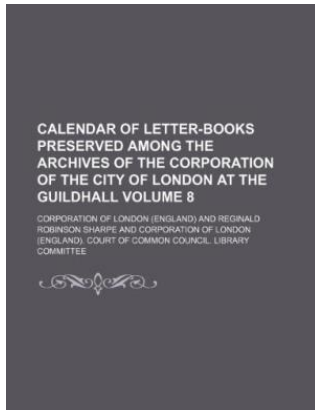 CALENDAR OF LETTER-BOOKS
PRESERVED AMONG THE
ARCHIVES OF THE CORPORATION
OF THE CITY OF LONDON AT THE
GUILDHALL VOLUME 8
CORPORATION OF LONDON (ENGLAND) AND REGINALD
ROBINSON SHARPE AND CORPORATION OF LONDON
(ENGLAND). COURT OF COMMON COUNCIL. LIBRARY
COMMITTEE